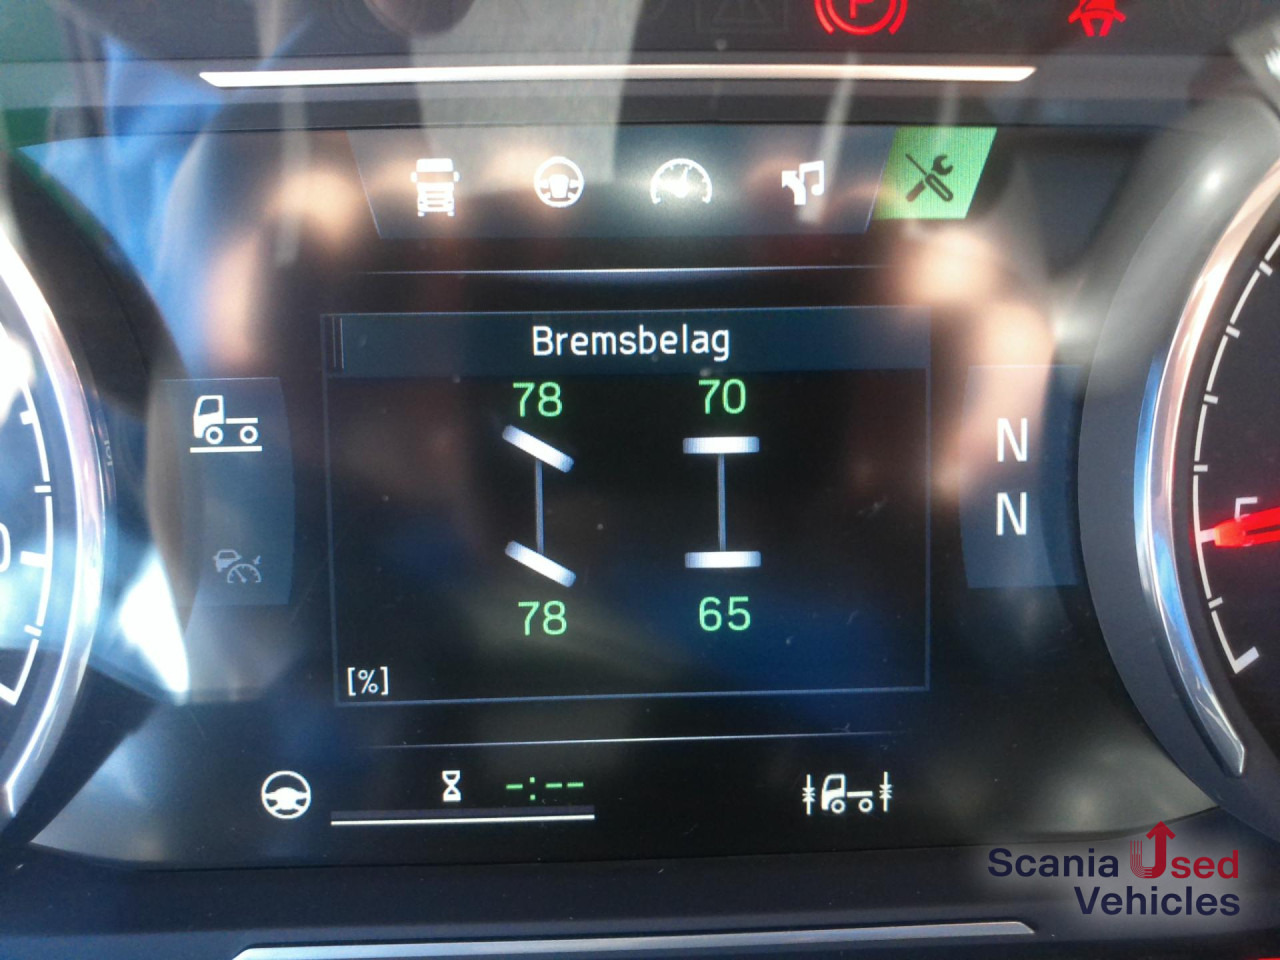 Bremsbelag
78 70
N
N
78 65
[%]
-:--
Scania Used
Vehicles